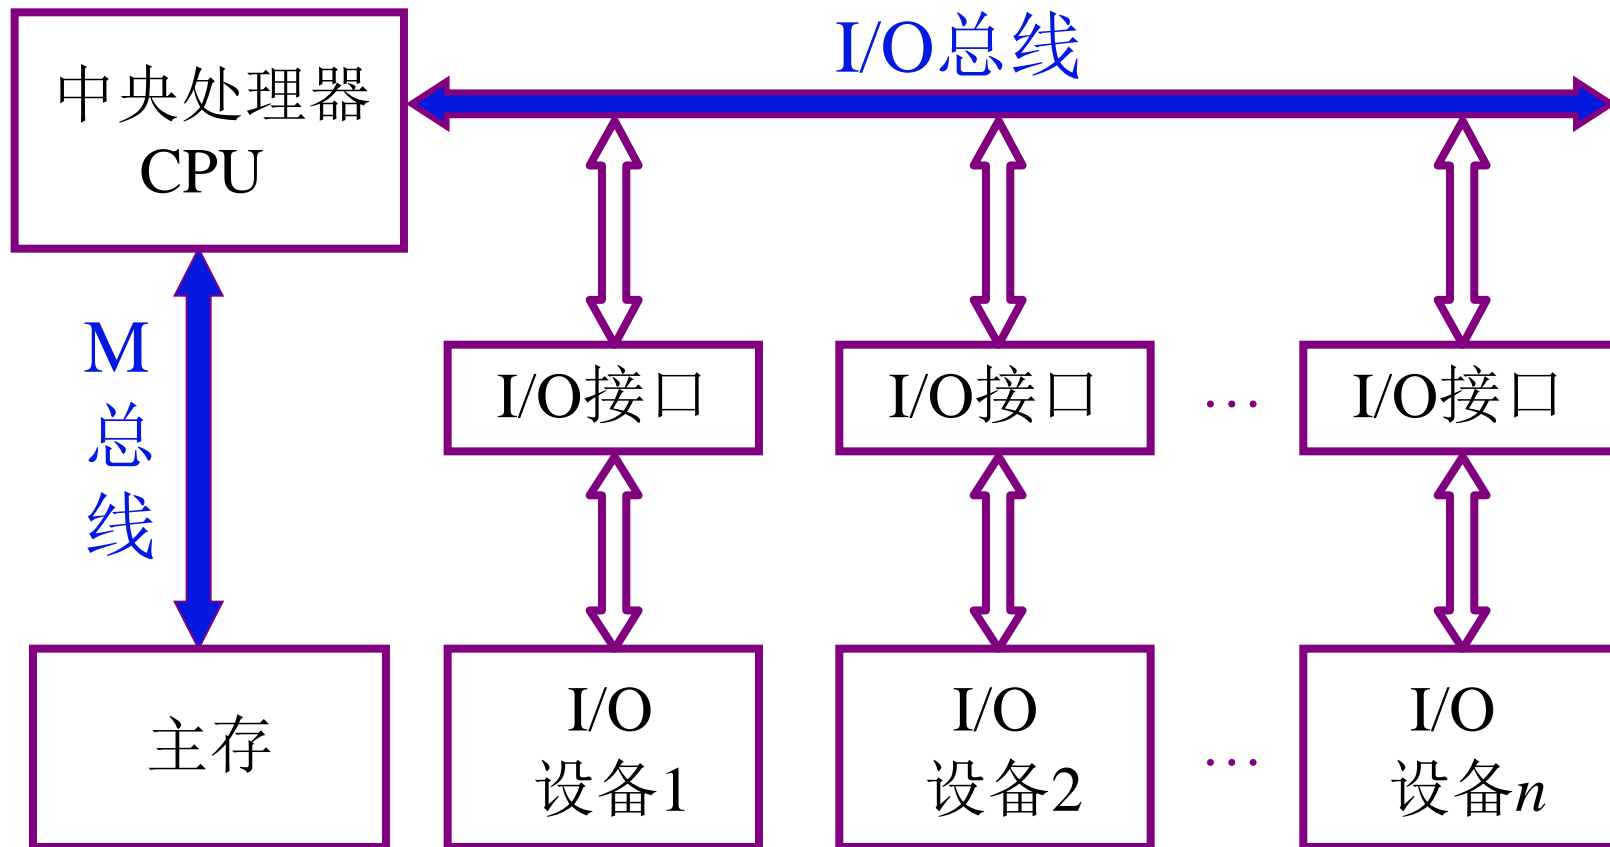 中央处理器
CPU
I/O总线
M
总
线
I/O接口
I/O接口
…
I/O接口
主存
I/O
设备1
I/O
设备2
…
I/O
设备n